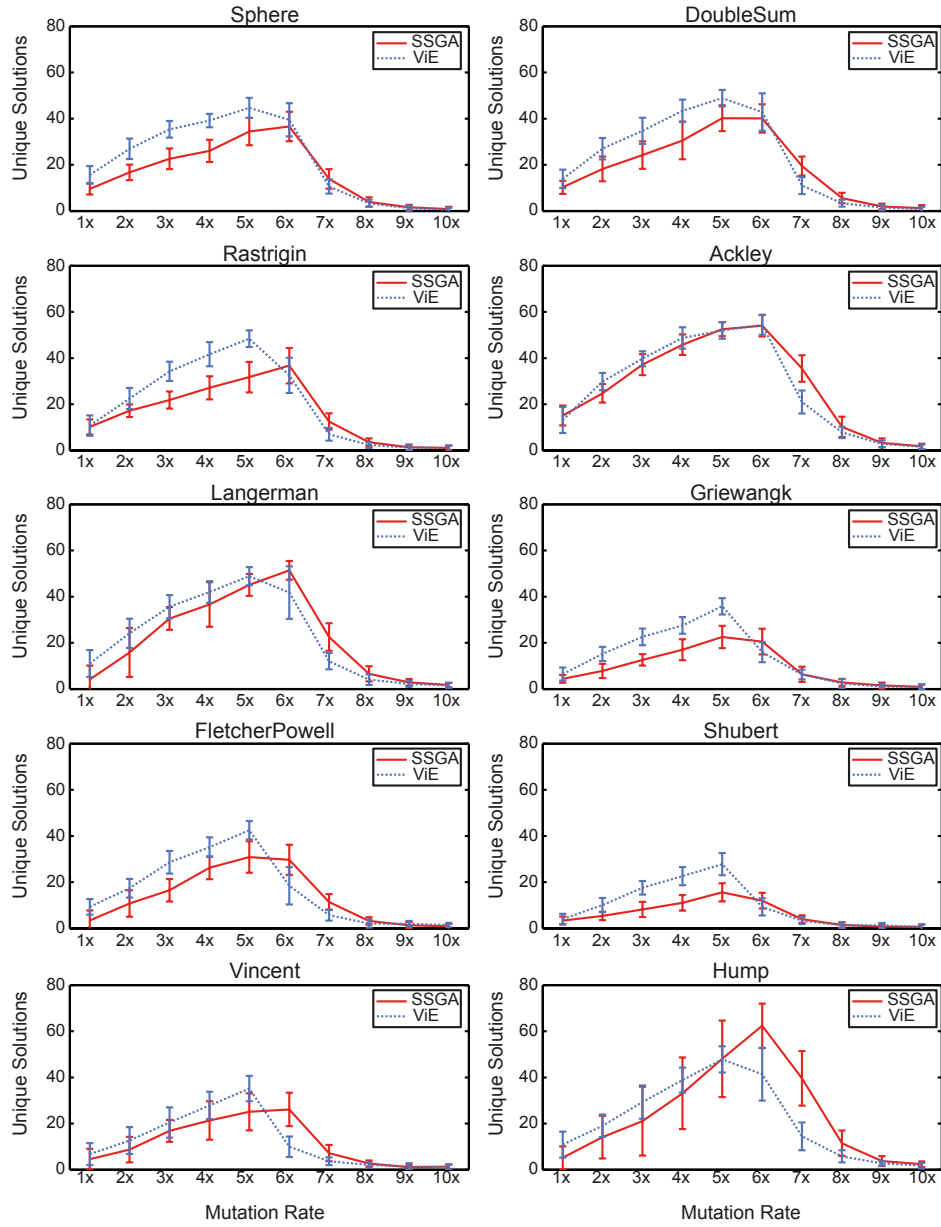 Sphere
Unique Solutions
80
60
40
20
0
SSGA
ViE
1x 2x 3x 4x 5x 6x 7x 8x 9x 10x
DoubleSum
Unique Solutions
80
60
40
20
0
SSGA
ViE
1x 2x 3x 4x 5x 6x 7x 8x 9x 10x
Rastrigin
Unique Solutions
80
60
40
20
0
SSGA
ViE
1x 2x 3x 4x 5x 6x 7x 8x 9x 10x
Ackley
Unique Solutions
80
60
40
20
0
SSGA
ViE
1x 2x 3x 4x 5x 6x 7x 8x 9x 10x
Langerman
Unique Solutions
80
60
40
20
0
SSGA
ViE
1x 2x 3x 4x 5x 6x 7x 8x 9x 10x
Griewangk
Unique Solutions
80
60
40
20
0
SSGA
ViE
1x 2x 3x 4x 5x 6x 7x 8x 9x 10x
FletcherPowell
Unique Solutions
80
60
40
20
0
SSGA
ViE
1x 2x 3x 4x 5x 6x 7x 8x 9x 10x
Shubert
Unique Solutions
80
60
40
20
0
SSGA
ViE
1x 2x 3x 4x 5x 6x 7x 8x 9x 10x
Vincent
Unique Solutions
80
60
40
20
0
SSGA
ViE
1x 2x 3x 4x 5x 6x 7x 8x 9x 10x
Mutation Rate
Hump
Unique Solutions
80
60
40
20
0
SSGA
ViE
1x 2x 3x 4x 5x 6x 7x 8x 9x 10x
Mutation Rate